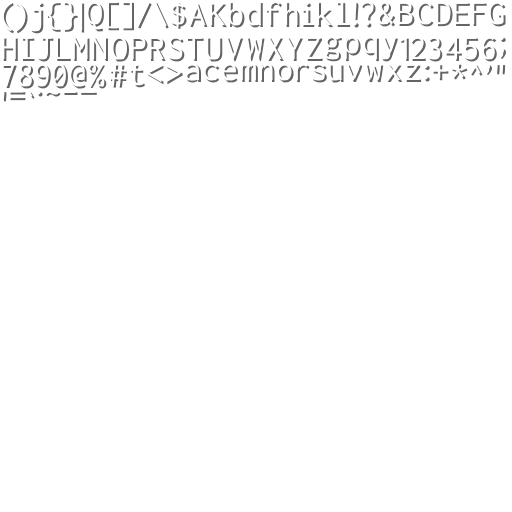 ()j{}|Q[]/\$AKbdfhikl!?&BCDEFG
HIJLMNOPRSTUVWXYZgpqy123456;
7890@%#t<>acemnorsuvwxz:+*^'"
,=.`~-_